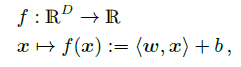 f : ℝ^D → ℝ
x ↦ f(x) := ⟨w, x⟩ + b ,